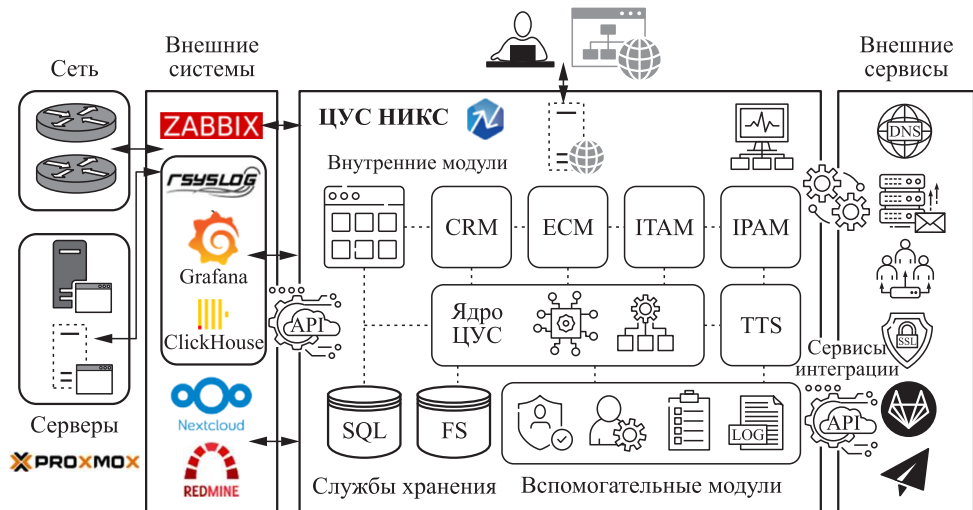 Сеть
Внешние
системы
Внешние
сервисы
ZABBIX
ЦУС НИКС
DNS
Внутренние модули
rsyslog
CRM
ECM
ITAM
IPAM
Grafana
Ядро
ЦУС
TTS
API
ClickHouse
SSL
Сервисы
интеграции
Nextcloud
SQL
FS
LOG
API
Серверы
PROXMOX
REDMINE
Службы хранения
Вспомогательные модули